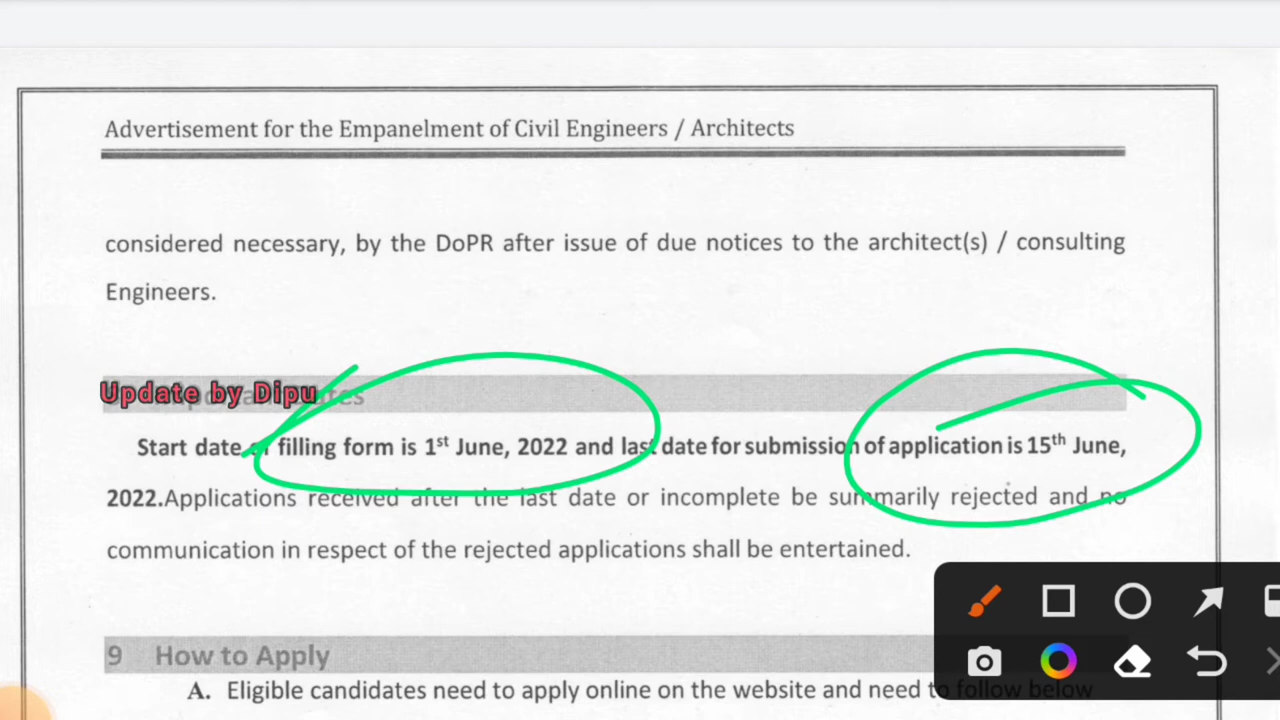 Advertisement for the Empanelment of Civil Engineers / Architects
considered necessary, by the DoPR after issue of due notices to the architect(s) / consulting
Engineers.
Update by Dipu
Start date of filling form is 1st June, 2022 and last date for submission of application is 15th June,
2022.Applications received after the last date or incomplete be summarily rejected and no
communication in respect of the rejected applications shall be entertained.
9 How to Apply
A. Eligible candidates need to apply online on the website and need to follow below